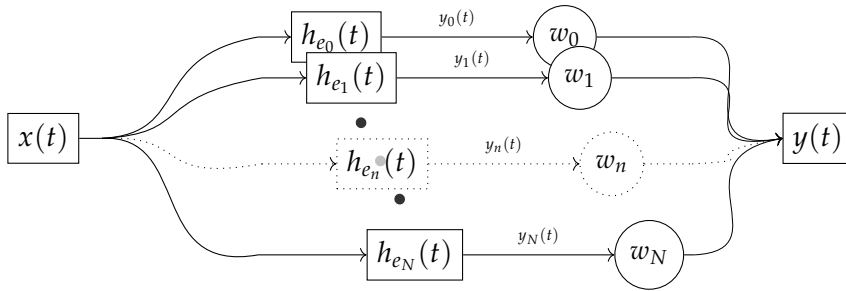 h_{e_0}(t) y_0(t) w_0
h_{e_1}(t) y_1(t) w_1
x(t) y(t)
h_{e_n}(t) y_n(t) w_n
h_{e_N}(t) y_N(t) w_N